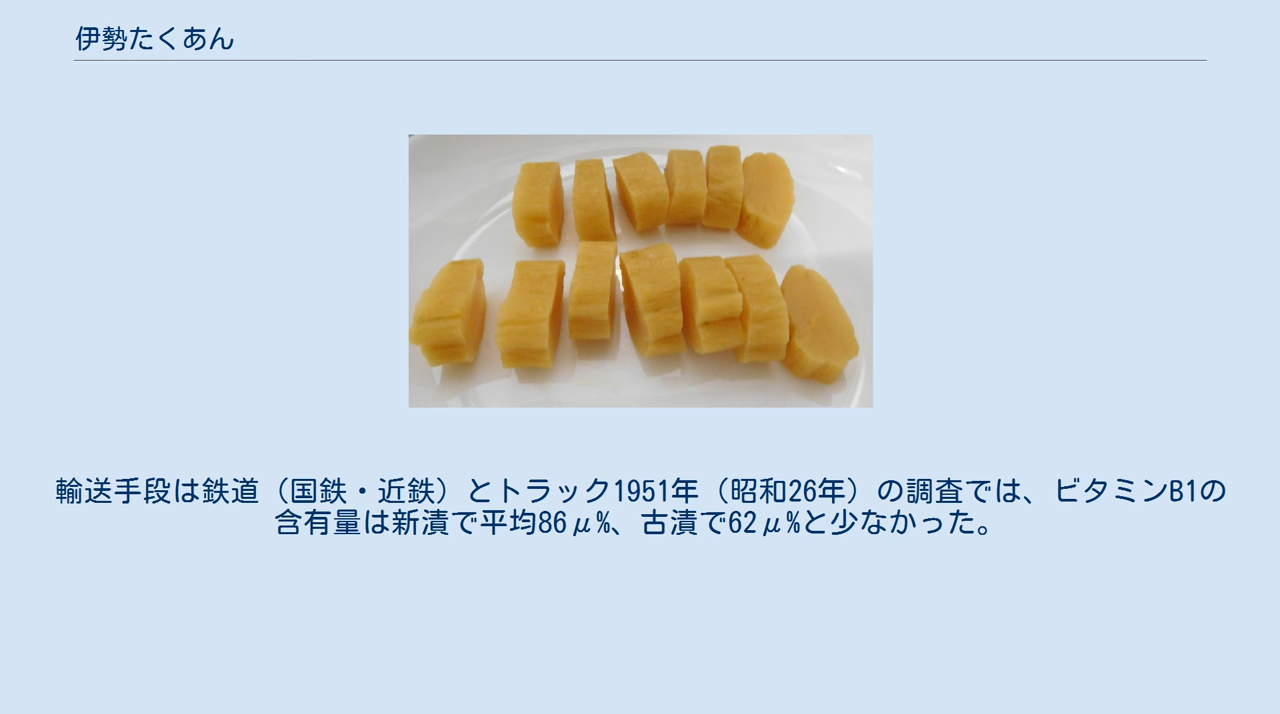 伊勢たくあん
輸送手段は鉄道（国鉄・近鉄）とトラック1951年（昭和26年）の調査では、ビタミンB1の
含有量は新漬で平均86μ%、古漬で62μ%と少なかった。